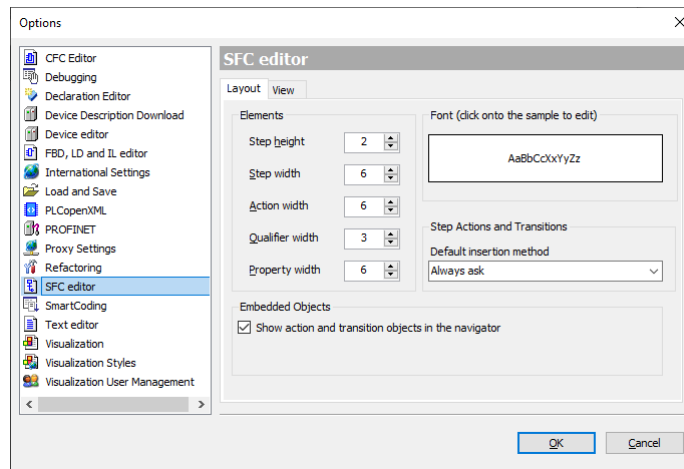 Options
CFC Editor
Debugging
Declaration Editor
Device Description Download
Device editor
FBD, LD and IL editor
International Settings
Load and Save
PLCopenXML
PROFINET
Proxy Settings
Refactoring
SFC editor
SmartCoding
Text editor
Visualization
Visualization Styles
Visualization User Management
SFC editor
Layout View
Elements
Step height 2
Step width 6
Action width 6
Qualifier width 3
Property width 6
Font (click onto the sample to edit)
AaBbCcXxYyZz
Step Actions and Transitions
Default insertion method
Always ask
Embedded Objects
Show action and transition objects in the navigator
OK Cancel